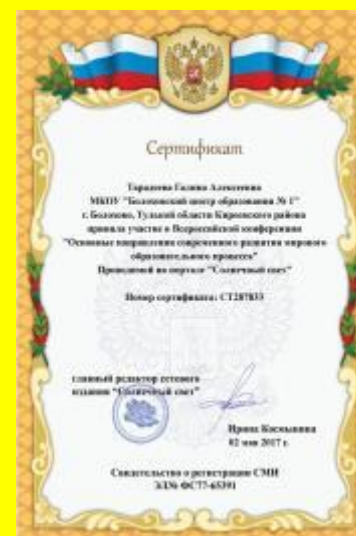 Сертификат
Тарасева Галина Алексеевна
МКОУ "Болоховский центр образования № 1"
г. Болохово, Тульской области Киреевского района
приняла участие в Всероссийской конференции
"Основные направления современного развития мирового
образовательного процесса"
Проводимой на портале "Солнечный свет"
Номер сертификата: СТ287833
главный редактор сетевого
издания "Солнечный свет"
Ирина Космынина
02 мая 2017 г.
Свидетельство о регистрации СМИ
ЭЛ№ ФС77-65391